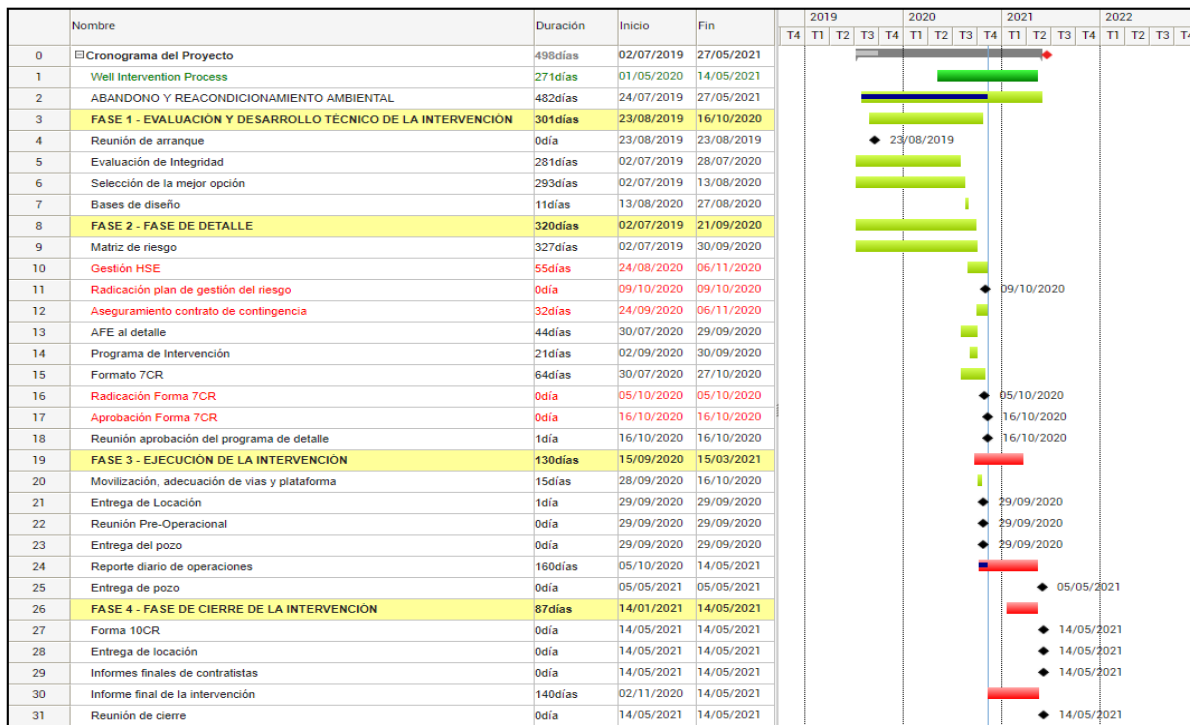 Nombre Duración Inicio Fin 2019 2020 2021 2022
T4 T1 T2 T3 T4 T1 T2 T3 T4 T1 T2 T3 T4 T1 T2 T3 T4
0 Cronograma del Proyecto 498días 02/07/2019 27/05/2021
1 Well Intervention Process 271días 01/05/2020 14/05/2021
2 ABANDONO Y REACONDICIONAMIENTO AMBIENTAL 482días 24/07/2019 27/05/2021
3 FASE 1 - EVALUACIÓN Y DESARROLLO TÉCNICO DE LA INTERVENCIÓN 301días 23/08/2019 16/10/2020
4 Reunión de arranque 0día 23/08/2019 23/08/2019 23/08/2019
5 Evaluación de Integridad 281días 02/07/2019 28/07/2020
6 Selección de la mejor opción 293días 02/07/2019 13/08/2020
7 Bases de diseño 11días 13/08/2020 27/08/2020
8 FASE 2 - FASE DE DETALLE 320días 02/07/2019 21/09/2020
9 Matriz de riesgo 327días 02/07/2019 30/09/2020
10 Gestión HSE 55días 24/08/2020 06/11/2020
11 Radicación plan de gestión del riesgo 0día 09/10/2020 09/10/2020 09/10/2020
12 Aseguramiento contrato de contingencia 32días 24/09/2020 06/11/2020
13 AFE al detalle 44días 30/07/2020 29/09/2020
14 Programa de Intervención 21días 02/09/2020 30/09/2020
15 Formato 7CR 64días 30/07/2020 27/10/2020
16 Radicación Forma 7CR 0día 05/10/2020 05/10/2020 05/10/2020
17 Aprobación Forma 7CR 0día 16/10/2020 16/10/2020 16/10/2020
18 Reunión aprobación del programa de detalle 1día 16/10/2020 16/10/2020 16/10/2020
19 FASE 3 - EJECUCIÓN DE LA INTERVENCIÓN 130días 15/09/2020 15/03/2021
20 Movilización, adecuación de vías y plataforma 15días 28/09/2020 16/10/2020
21 Entrega de Locación 1día 29/09/2020 29/09/2020 29/09/2020
22 Reunión Pre-Operacional 0día 29/09/2020 29/09/2020 29/09/2020
23 Entrega del pozo 0día 29/09/2020 29/09/2020 29/09/2020
24 Reporte diario de operaciones 160días 05/10/2020 14/05/2021
25 Entrega de pozo 0día 05/05/2021 05/05/2021 05/05/2021
26 FASE 4 - FASE DE CIERRE DE LA INTERVENCIÓN 87días 14/01/2021 14/05/2021
27 Forma 10CR 0día 14/05/2021 14/05/2021 14/05/2021
28 Entrega de locación 0día 14/05/2021 14/05/2021 14/05/2021
29 Informes finales de contratistas 0día 14/05/2021 14/05/2021 14/05/2021
30 Informe final de la intervención 140días 02/11/2020 14/05/2021
31 Reunión de cierre 0día 14/05/2021 14/05/2021 14/05/2021